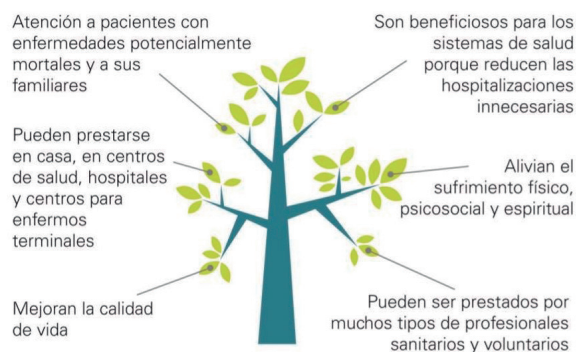 Atención a pacientes con
enfermedades potencialmente
mortales y a sus
familiares
Son beneficiosos para los
sistemas de salud
porque reducen las
hospitalizaciones
innecesarias
Pueden prestarse
en casa, en centros
de salud, hospitales
y centros para
enfermos
terminales
Alivian el
sufrimiento físico,
psicosocial y espiritual
Mejoran la calidad
de vida
Pueden ser prestados por
muchos tipos de profesionales
sanitarios y voluntarios